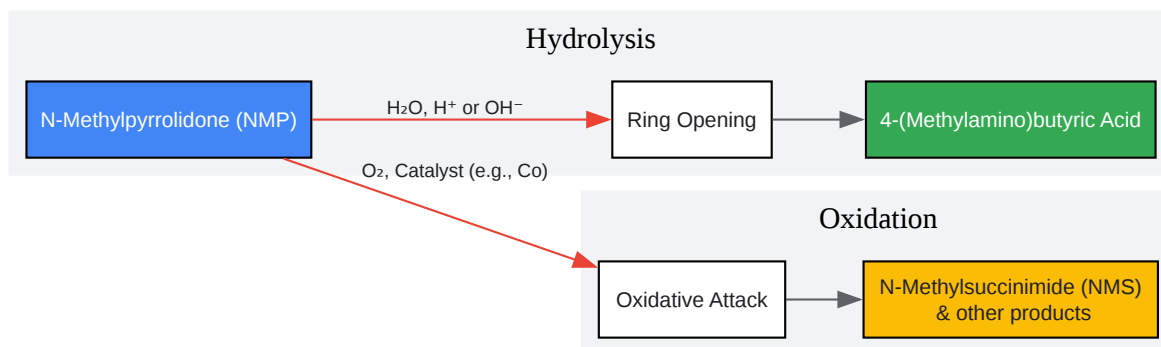 Hydrolysis
N-Methylpyrrolidone (NMP)
H₂O, H⁺ or OH⁻
Ring Opening
4-(Methylamino)butyric Acid
O₂, Catalyst (e.g., Co)
Oxidation
Oxidative Attack
N-Methylsuccinimide (NMS)
& other products